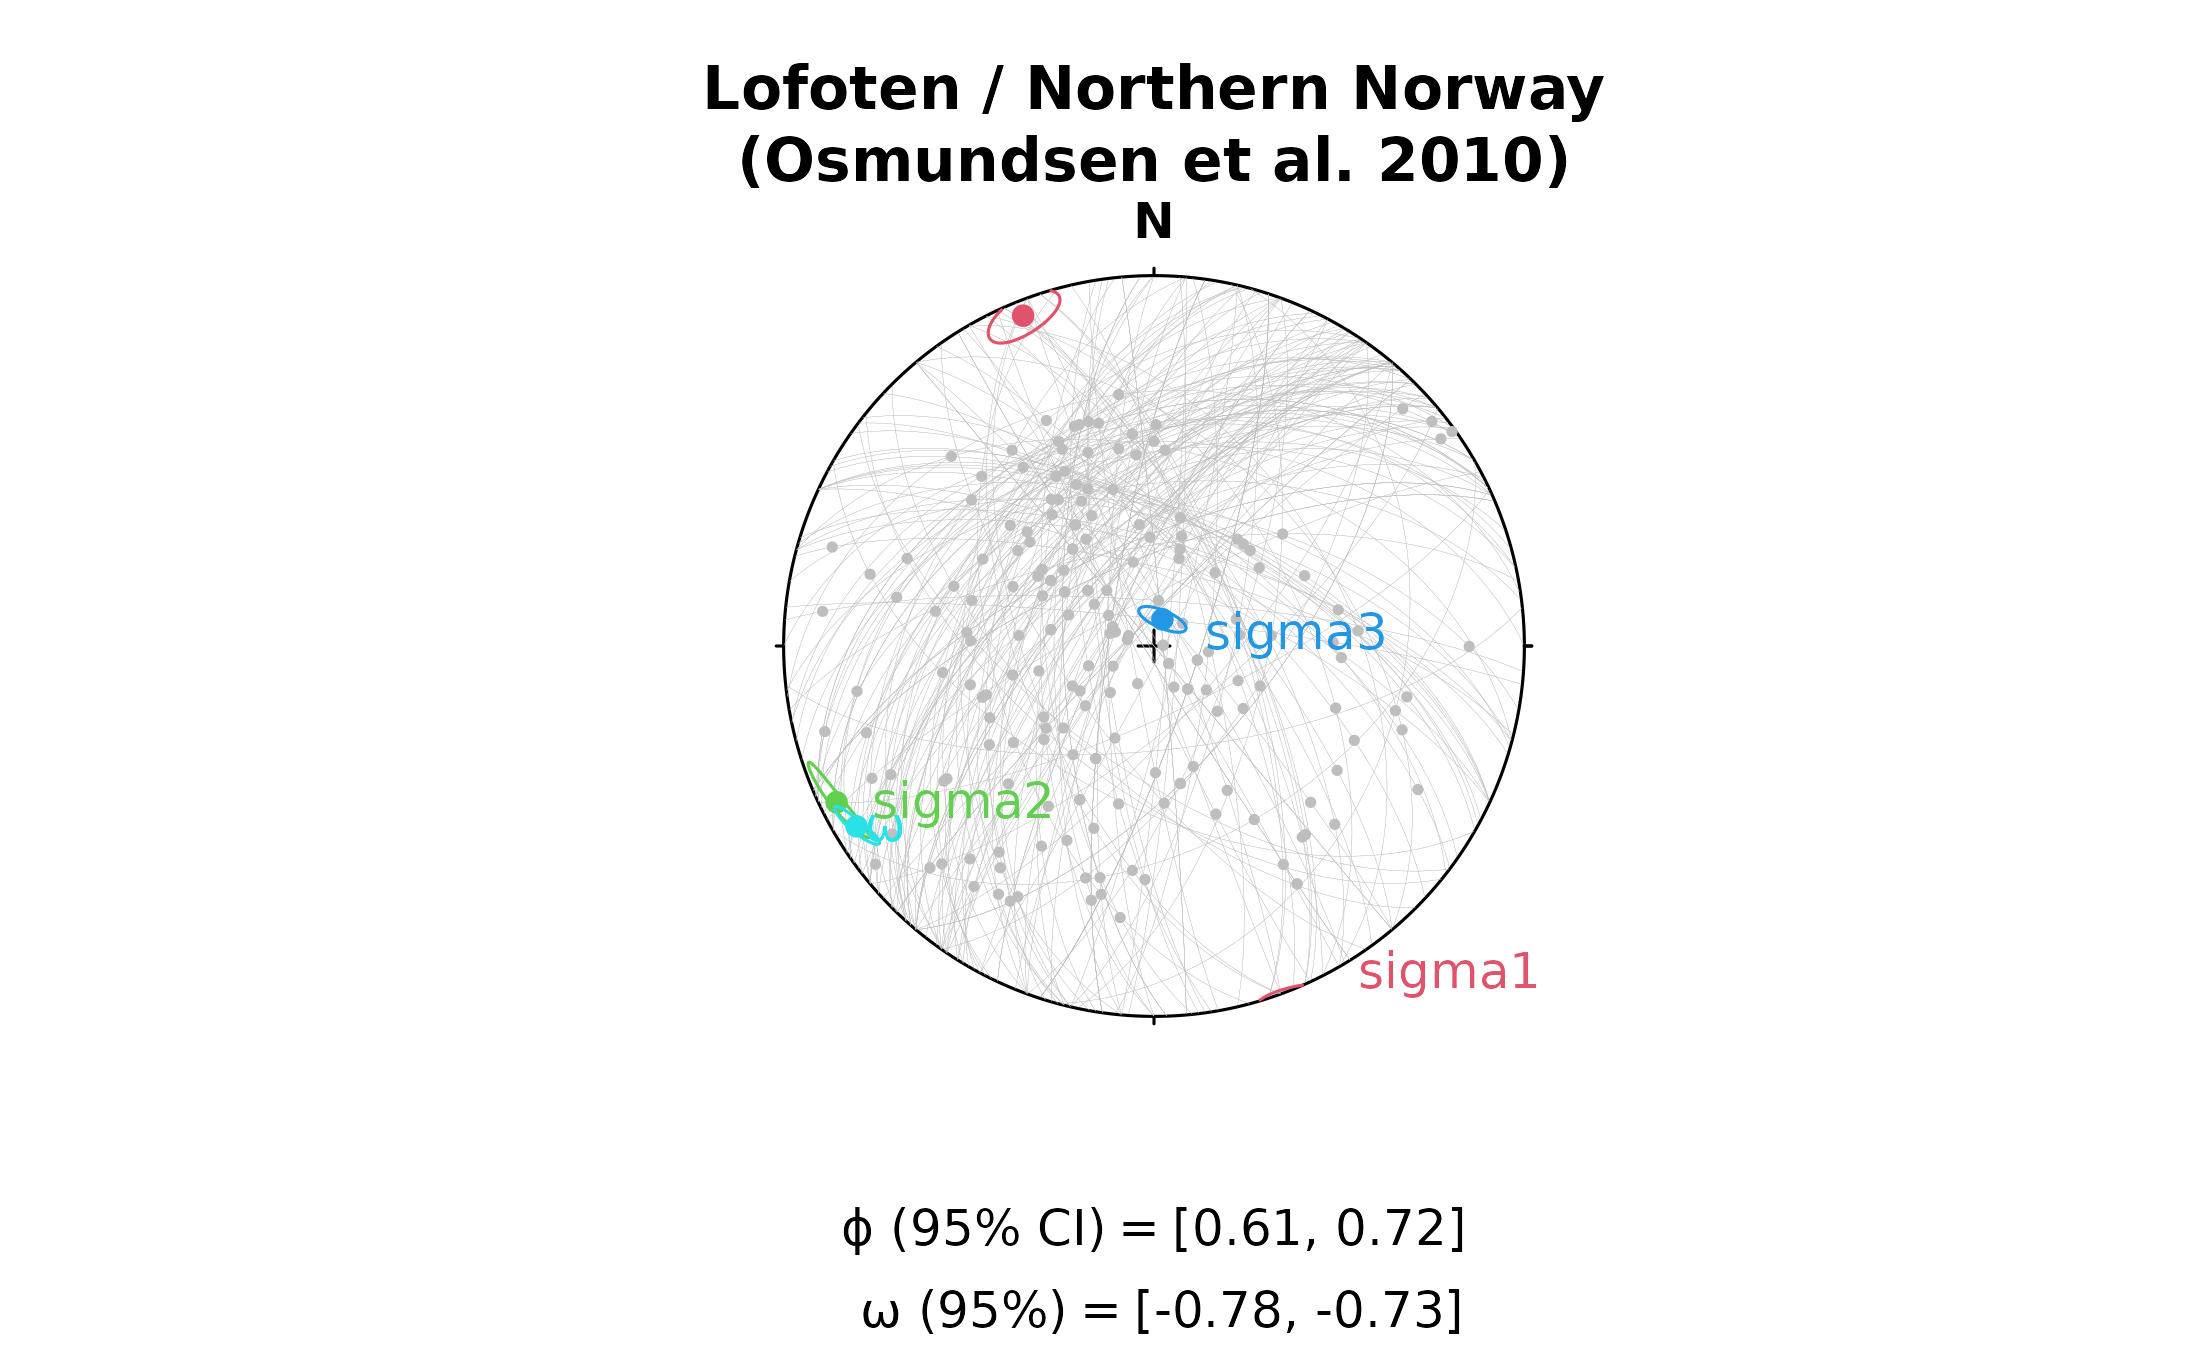 Lofoten / Northern Norway
(Osmundsen et al. 2010)
N
sigma3
sigma2
ω
sigma1
ϕ (95% CI) = [0.61, 0.72]
ω (95%) = [-0.78, -0.73]